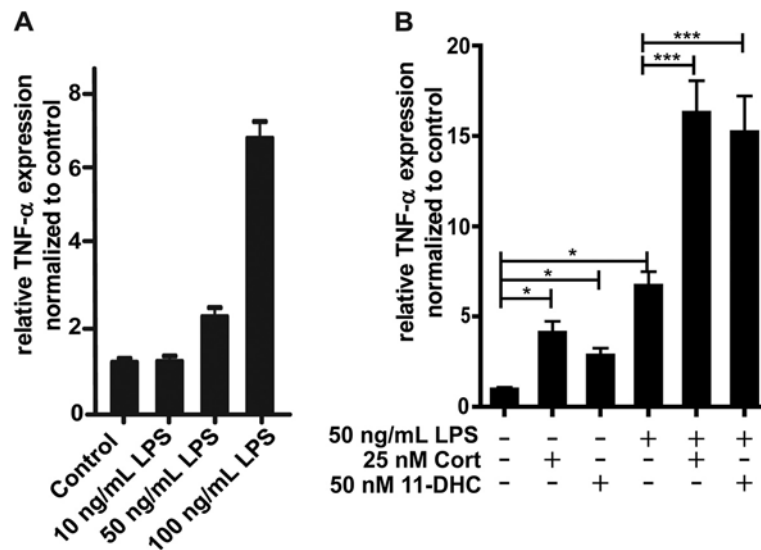 A
relative TNF-α expression
normalized to control
8
6
4
2
0
Control
10 ng/mL LPS
50 ng/mL LPS
100 ng/mL LPS
B
relative TNF-α expression
normalized to control
20
15
10
5
0
*
*
*
***
***
50 ng/mL LPS - - - + + +
25 nM Cort - + - - + -
50 nM 11-DHC - - + - - +